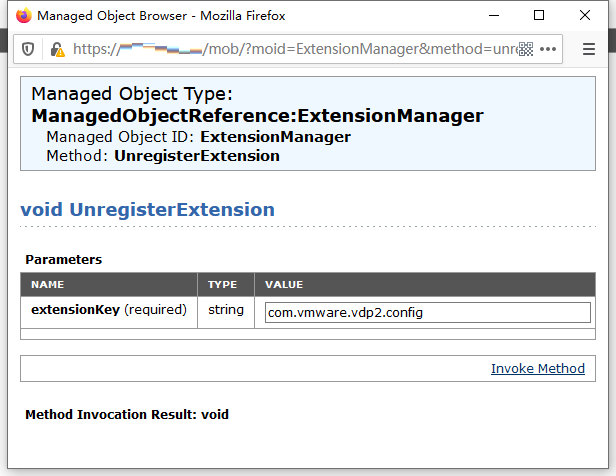 Managed Object Browser - Mozilla Firefox
https://
/mob/?moid=ExtensionManager&method=unre
Managed Object Type:
ManagedObjectReference:ExtensionManager
Managed Object ID: ExtensionManager
Method: UnregisterExtension
void UnregisterExtension
Parameters
NAME TYPE VALUE
extensionKey (required) string com.vmware.vdp2.config
Invoke Method
Method Invocation Result: void